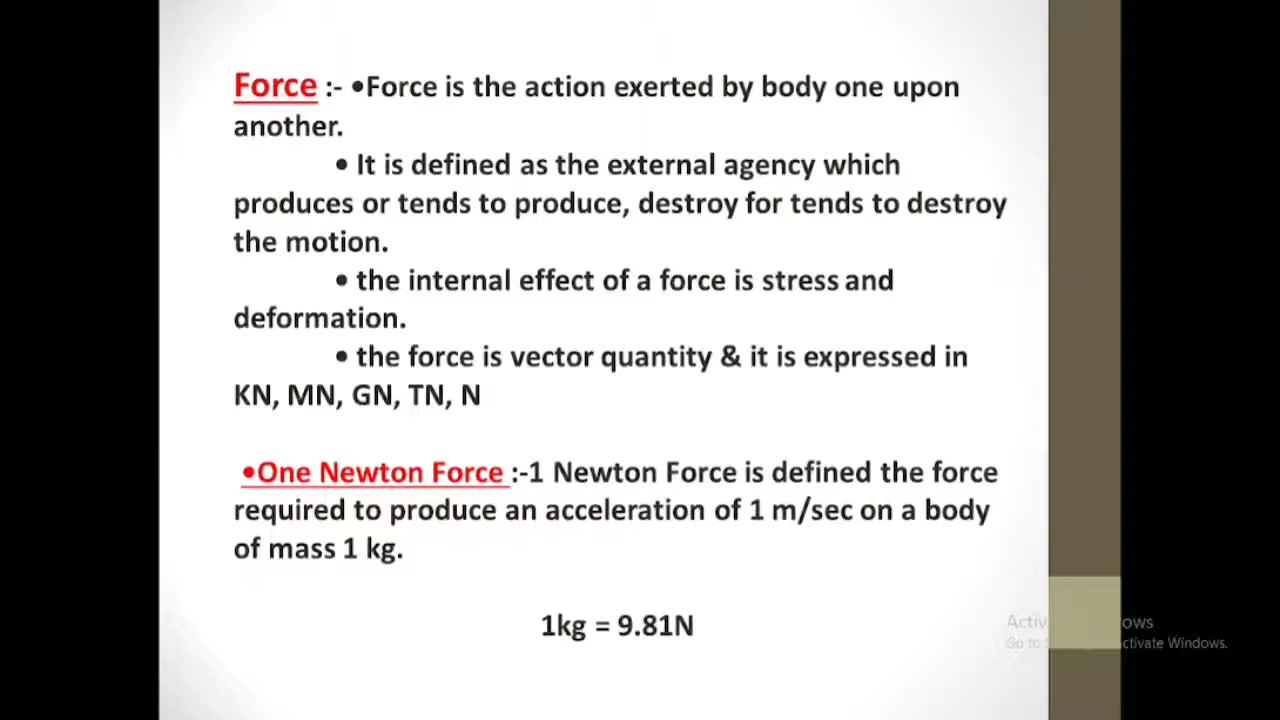 Force :- •Force is the action exerted by body one upon
another.
• It is defined as the external agency which
produces or tends to produce, destroy for tends to destroy
the motion.
• the internal effect of a force is stress and
deformation.
• the force is vector quantity & it is expressed in
KN, MN, GN, TN, N
•One Newton Force :-1 Newton Force is defined the force
required to produce an acceleration of 1 m/sec on a body
of mass 1 kg.
1kg = 9.81N